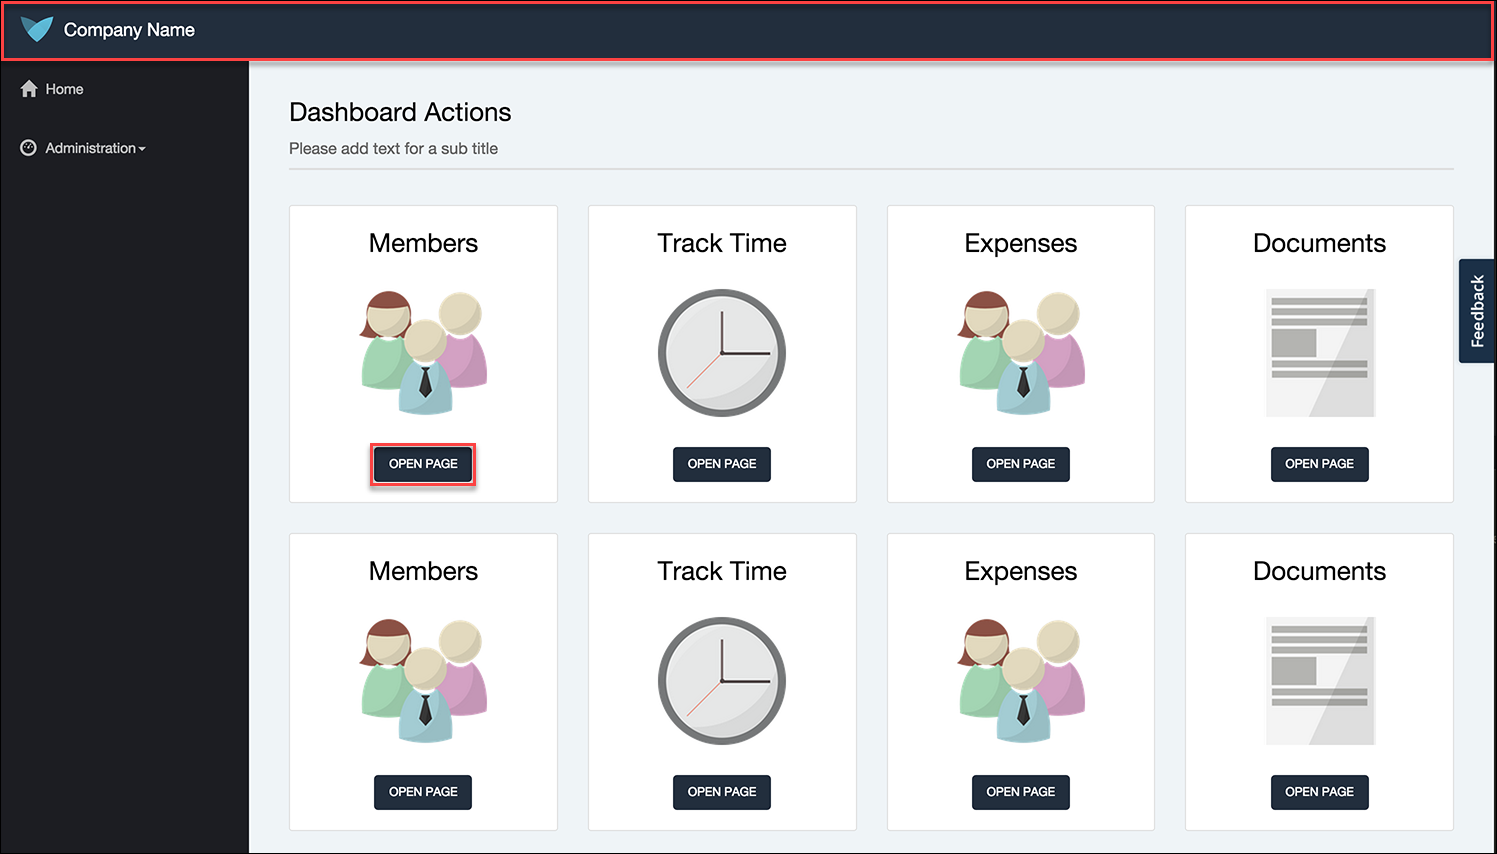 Company Name
Home
Administration
Dashboard Actions
Please add text for a sub title
Members
Track Time
Expenses
Documents
OPEN PAGE
OPEN PAGE
OPEN PAGE
OPEN PAGE
Feedback
Members
Track Time
Expenses
Documents
OPEN PAGE
OPEN PAGE
OPEN PAGE
OPEN PAGE